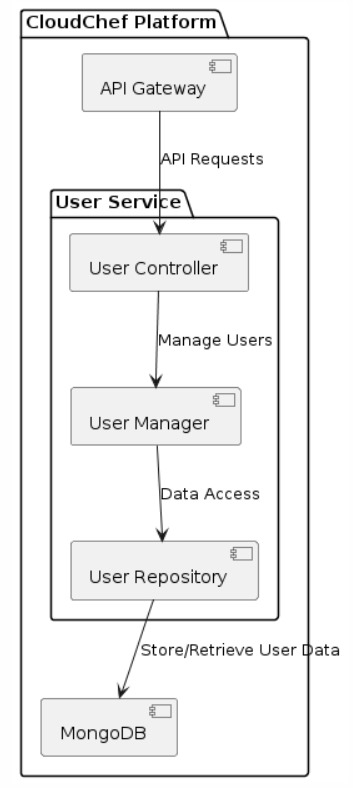 CloudChef Platform
API Gateway
API Requests
User Service
User Controller
Manage Users
User Manager
Data Access
User Repository
Store/Retrieve User Data
MongoDB